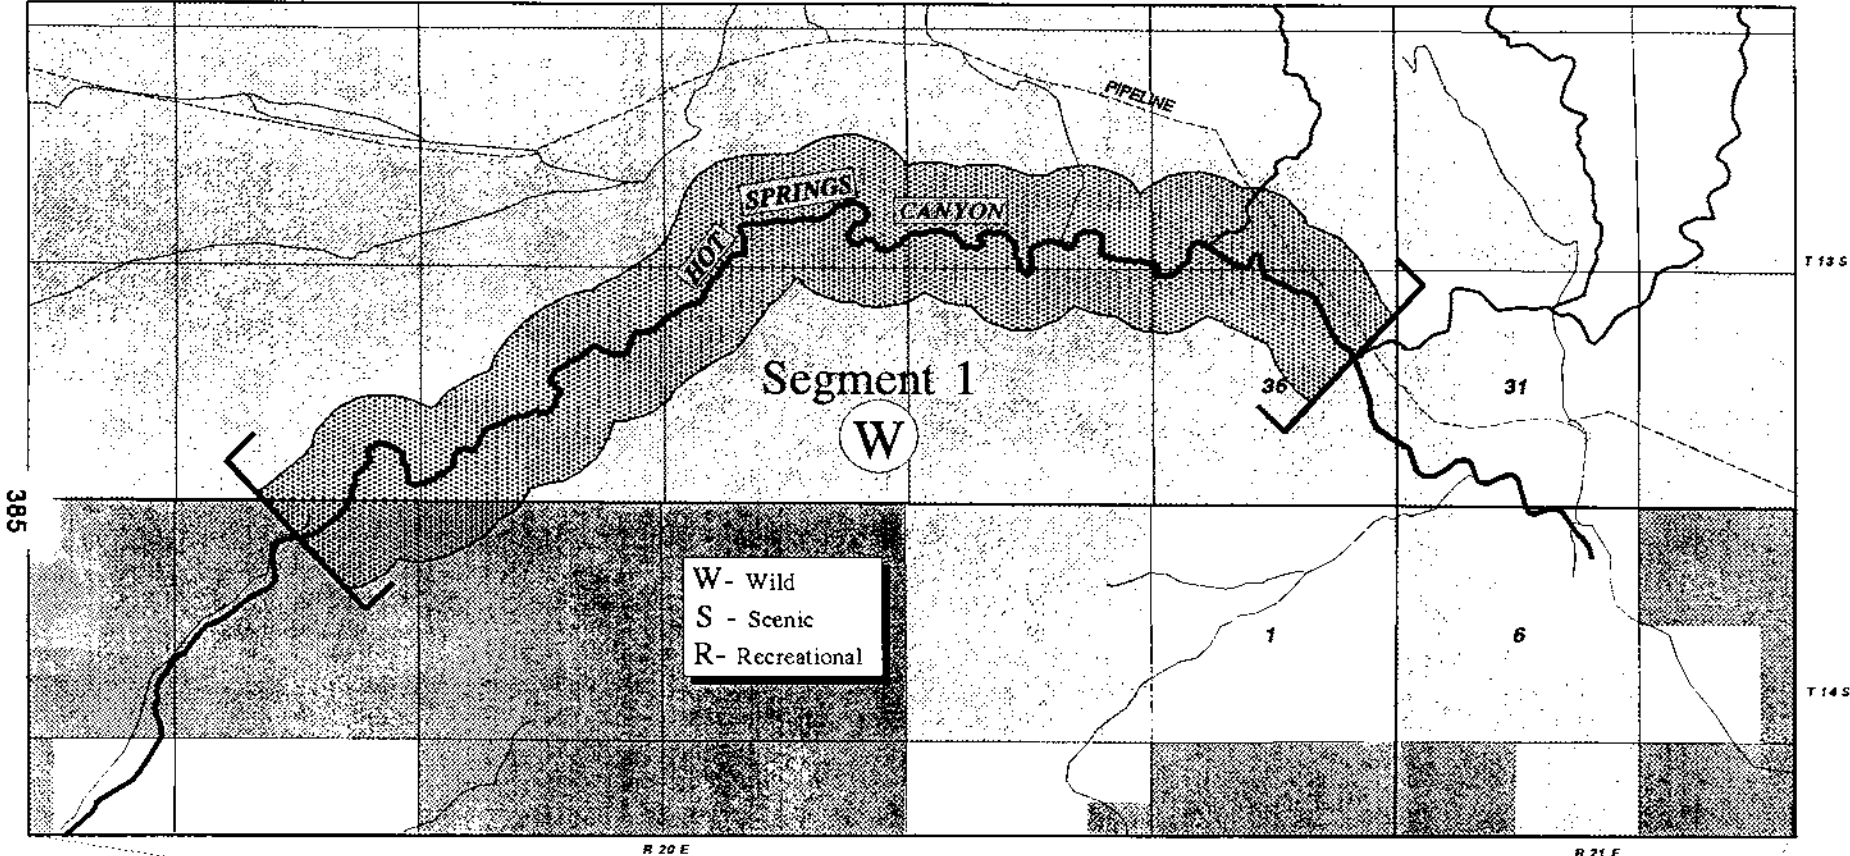 PIPELINE
HOT SPRINGS CANYON
T 13 S
Segment 1
36
31
W
385
W- Wild
S - Scenic
R- Recreational
1
6
T 14 S
R 20 E
R 21 E